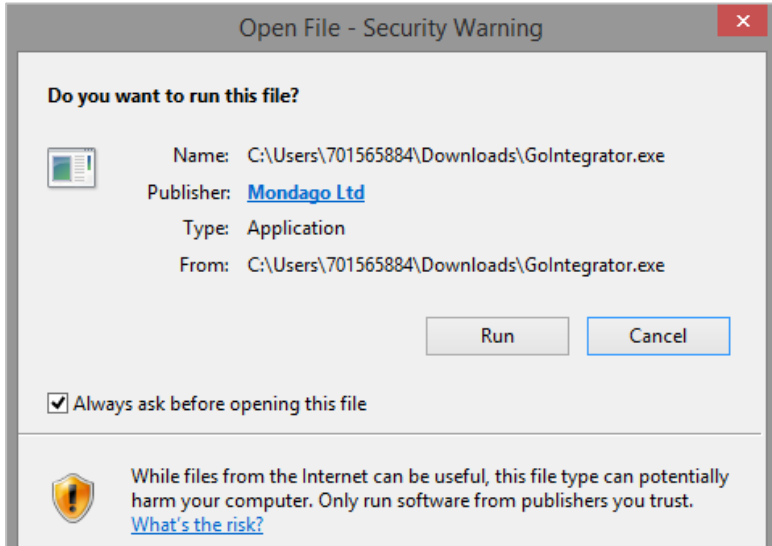 Open File - Security Warning
Do you want to run this file?
Name: C:\Users\701565884\Downloads\GoIntegrator.exe
Publisher: Mondago Ltd
Type: Application
From: C:\Users\701565884\Downloads\GoIntegrator.exe
Run Cancel
Always ask before opening this file
While files from the Internet can be useful, this file type can potentially
harm your computer. Only run software from publishers you trust.
What's the risk?